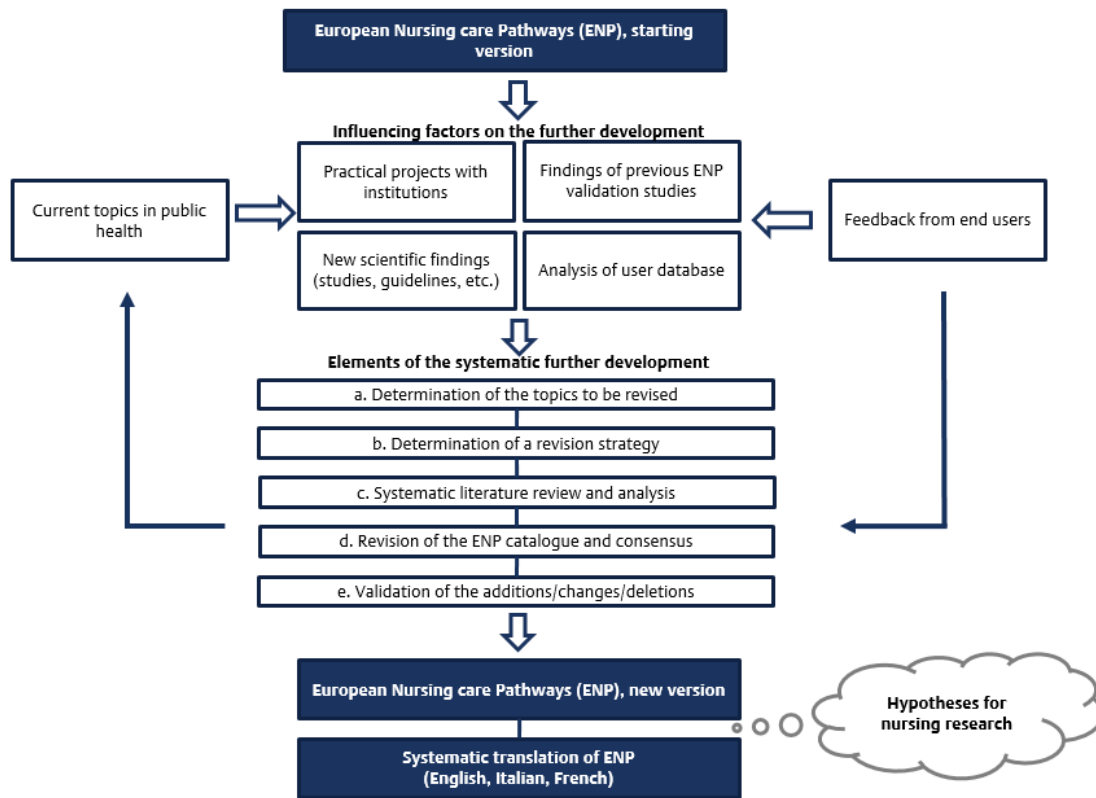 European Nursing care Pathways (ENP), starting
version
Influencing factors on the further development
Practical projects with
institutions
Findings of previous ENP
validation studies
Current topics in public
health
Feedback from end users
New scientific findings
(studies, guidelines, etc.)
Analysis of user database
Elements of the systematic further development
a. Determination of the topics to be revised
b. Determination of a revision strategy
c. Systematic literature review and analysis
d. Revision of the ENP catalogue and consensus
e. Validation of the additions/changes/deletions
European Nursing care Pathways (ENP), new version
Hypotheses for
nursing research
Systematic translation of ENP
(English, Italian, French)